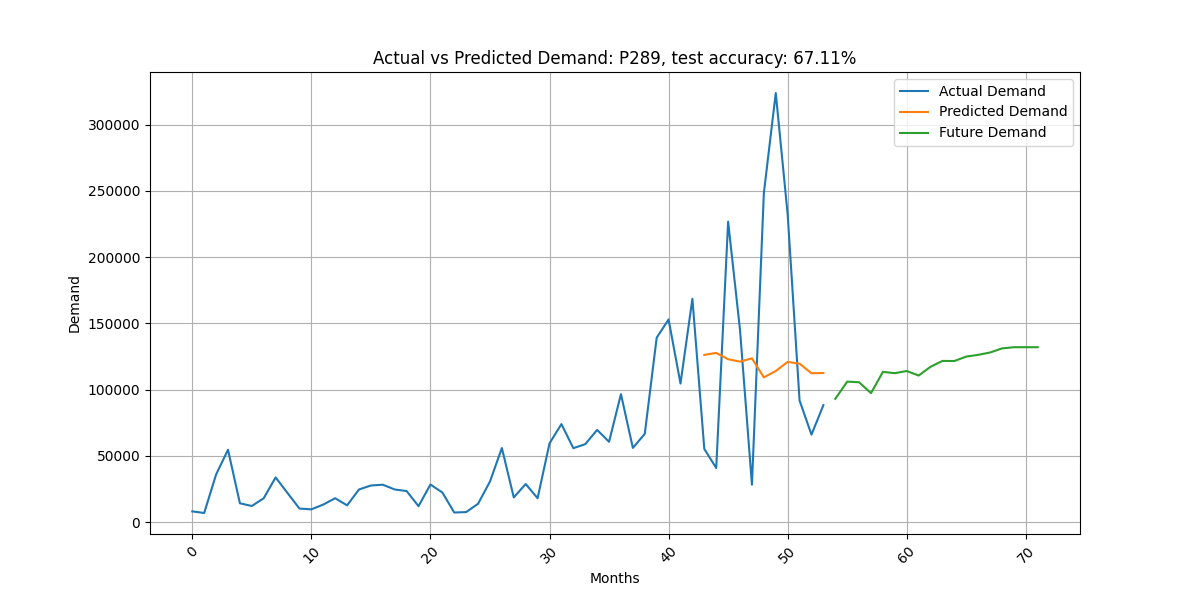 Actual vs Predicted Demand: P289, test accuracy: 67.11%
Actual Demand
Predicted Demand
Future Demand
300000
250000
200000
150000
100000
50000
0
Demand
0 10 20 30 40 50 60 70
Months